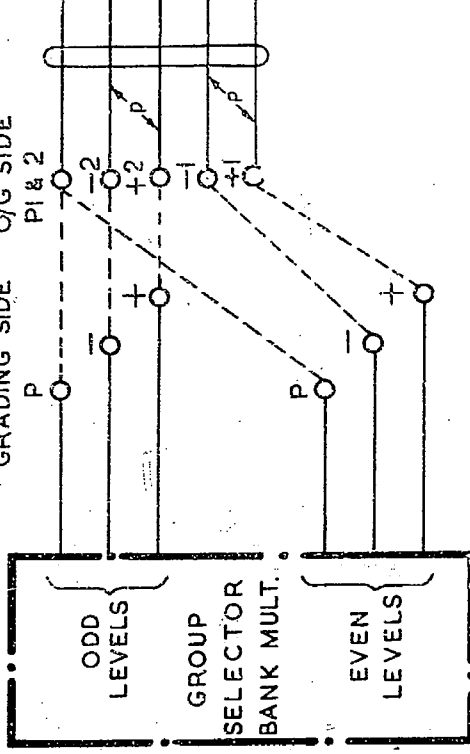 GRADING SIDE O/G SIDE
P1 & 2
P
−2
+2
−
+
−1
+1
p
p
ODD
LEVELS
GROUP
SELECTOR
BANK MULT.
EVEN
LEVELS
P
−
+